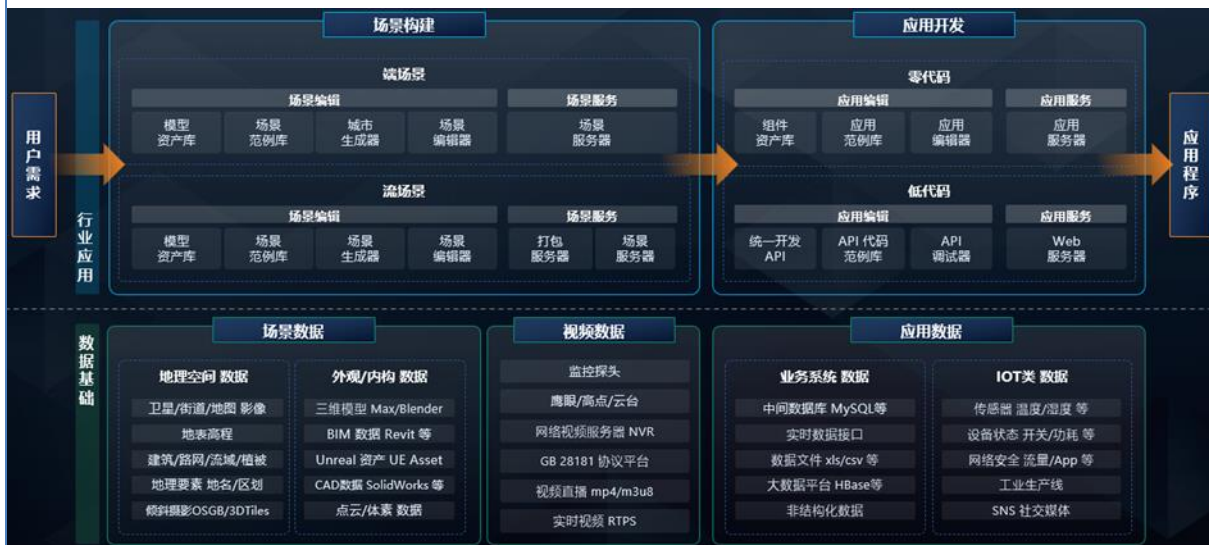 场景构建
应用开发
用户需求
行业应用
端场景
场景编辑
场景服务
模型
资产库
场景
范例库
城市
生成器
场景
编辑器
场景
服务器
流场景
场景编辑
场景服务
模型
资产库
场景
范例库
场景
生成器
场景
编辑器
打包
服务器
场景
服务器
零代码
应用编辑
应用服务
组件
资产库
应用
范例库
应用
编辑器
应用
服务器
低代码
应用编辑
应用服务
统一开发
API
API 代码
范例库
API
调试器
Web
服务器
应用程序
数据基础
场景数据
地理空间 数据
卫星/街道/地图 影像
地表高程
建筑/路网/流域/植被
地理要素 地名/区划
倾斜摄影OSGB/3DTiles
外观/内构 数据
三维模型 Max/Blender
BIM 数据 Revit 等
Unreal 资产 UE Asset
CAD数据 SolidWorks 等
点云/体素 数据
视频数据
监控探头
鹰眼/高点/云台
网络视频服务器 NVR
GB 28181 协议平台
视频直播 mp4/m3u8
实时视频 RTPS
应用数据
业务系统 数据
中间数据库 MySQL等
实时数据接口
数据文件 xls/csv 等
大数据平台 HBase等
非结构化数据
IOT类 数据
传感器 温度/湿度 等
设备状态 开关/功耗 等
网络安全 流量/App 等
工业生产线
SNS 社交媒体